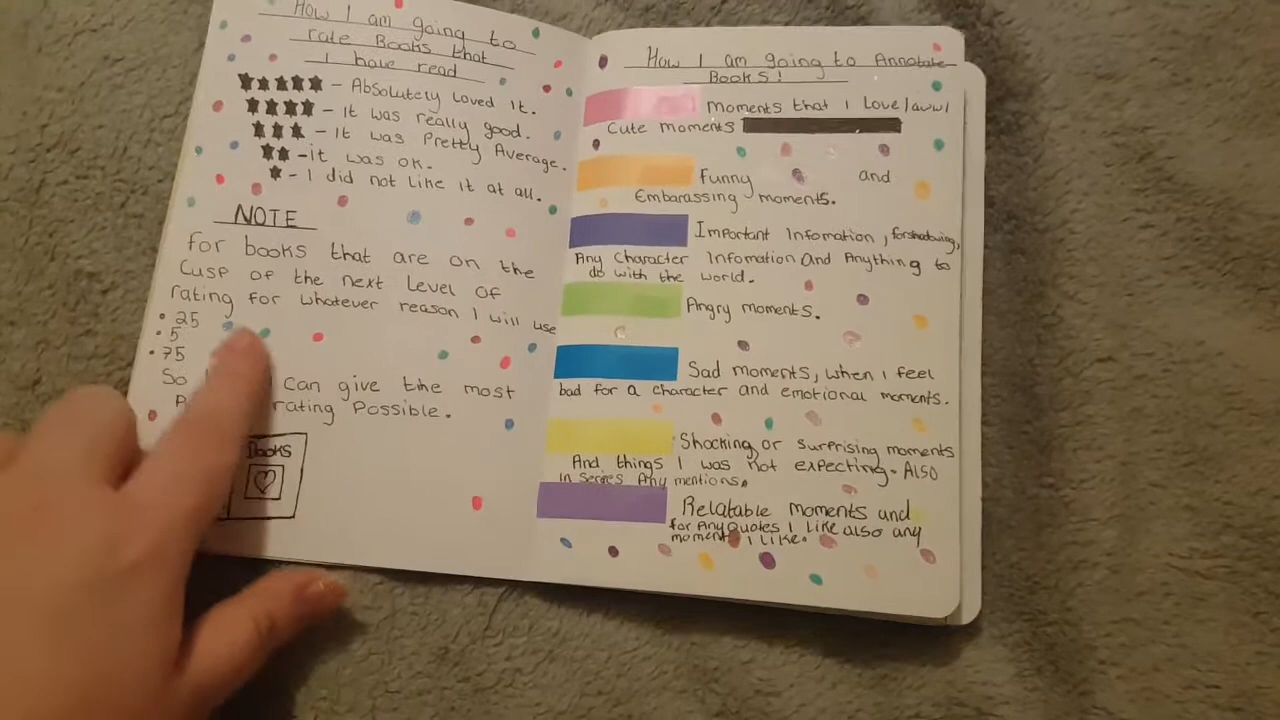 How I am going to
rate Books that
I have read
★★★★★ - Absolutely Loved It.
★★★★ - It was really good.
★★★ - It was Pretty Average.
★★ - it was ok.
★ - I did not like it at all.
NOTE
for books that are on the
Cusp of the next Level of
rating for whatever reason I will use
• 25
• 5
• 75
So can give the most
rating Possible.
Books
How I am going to Annotate
Books!
Moments that I Love/aww/
Cute moments
Funny and
Embarassing moments.
Important Infomation, forshadowing,
Any Character Infomation And Anything to
do with the world.
Angry moments.
Sad moments, when I feel
bad for a character and emotional moments.
Shocking or surprising moments
And things I was not expecting. Also
In series Any mentions.
Relatable moments and
for Any Quotes I Like also any
moment I like.